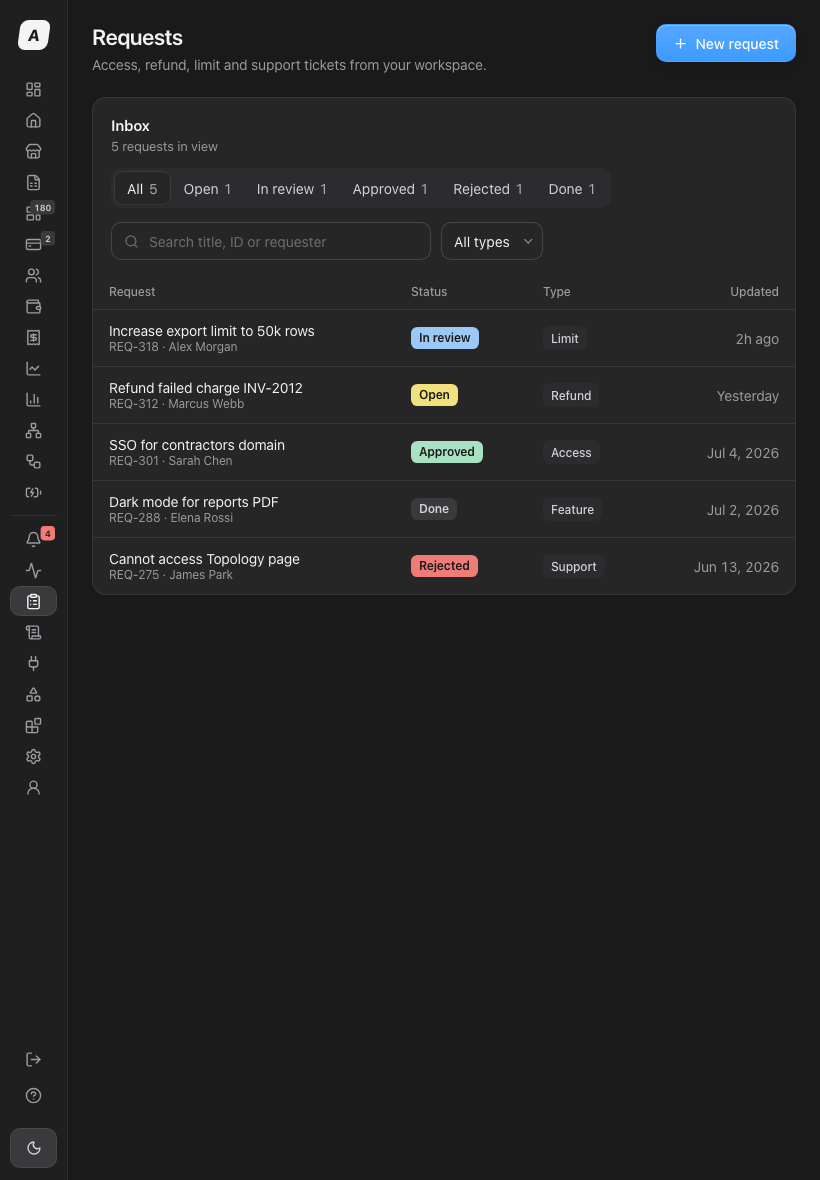 A
Requests
New request
Access, refund, limit and support tickets from your workspace.
Inbox
5 requests in view
All 5 Open 1 In review 1 Approved 1 Rejected 1 Done 1
Search title, ID or requester
All types
Request Status Type Updated
Increase export limit to 50k rows
REQ-318 · Alex Morgan
In review Limit 2h ago
Refund failed charge INV-2012
REQ-312 · Marcus Webb
Open Refund Yesterday
SSO for contractors domain
REQ-301 · Sarah Chen
Approved Access Jul 4, 2026
Dark mode for reports PDF
REQ-288 · Elena Rossi
Done Feature Jul 2, 2026
Cannot access Topology page
REQ-275 · James Park
Rejected Support Jun 13, 2026
180
2
4